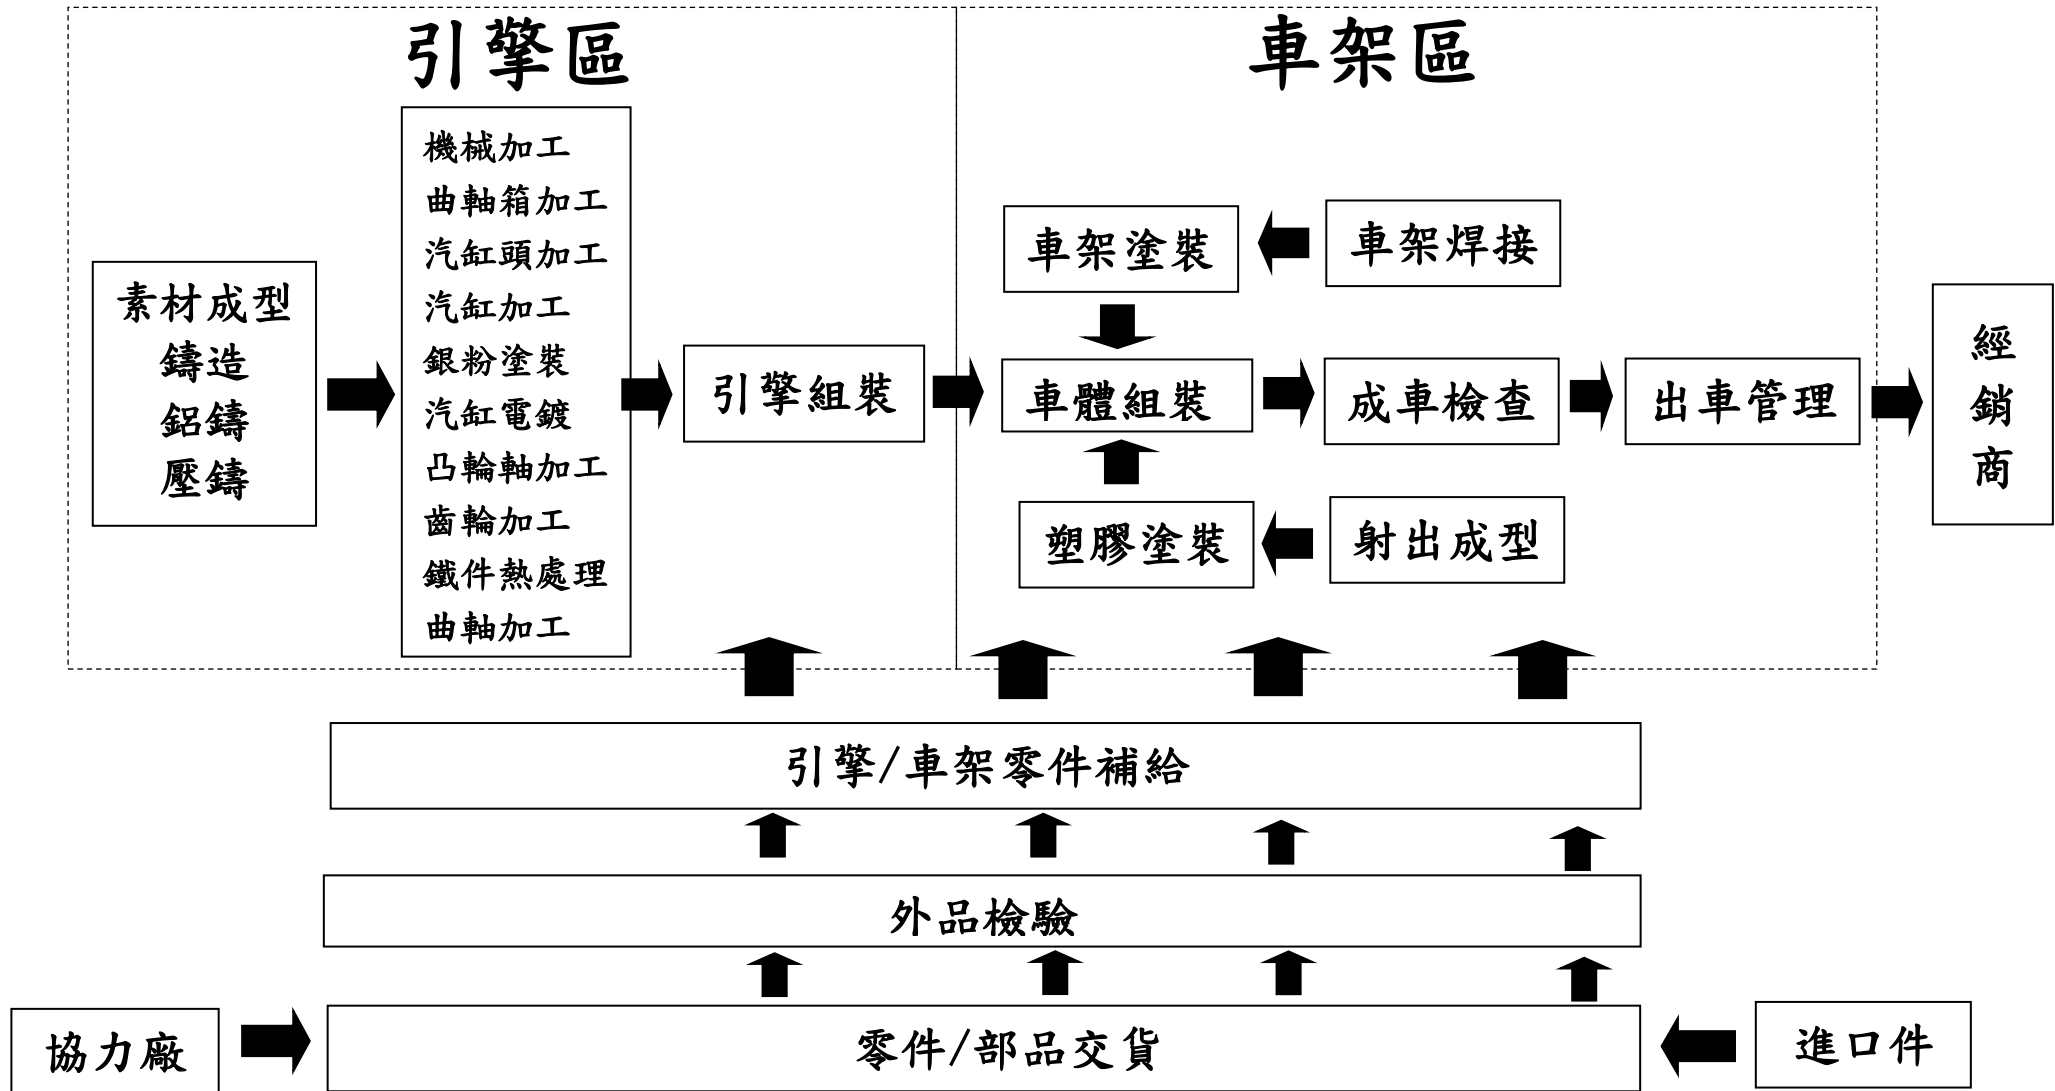 引擎區
車架區
素材成型
鑄造
鋁鑄
壓鑄
機械加工
曲軸箱加工
汽缸頭加工
汽缸加工
銀粉塗裝
汽缸電鍍
凸輪軸加工
齒輪加工
鐵件熱處理
曲軸加工
引擎組裝
車架塗裝
車架焊接
車體組裝
成車檢查
出車管理
塑膠塗裝
射出成型
經
銷
商
引擎/車架零件補給
外品檢驗
協力廠
零件/部品交貨
進口件